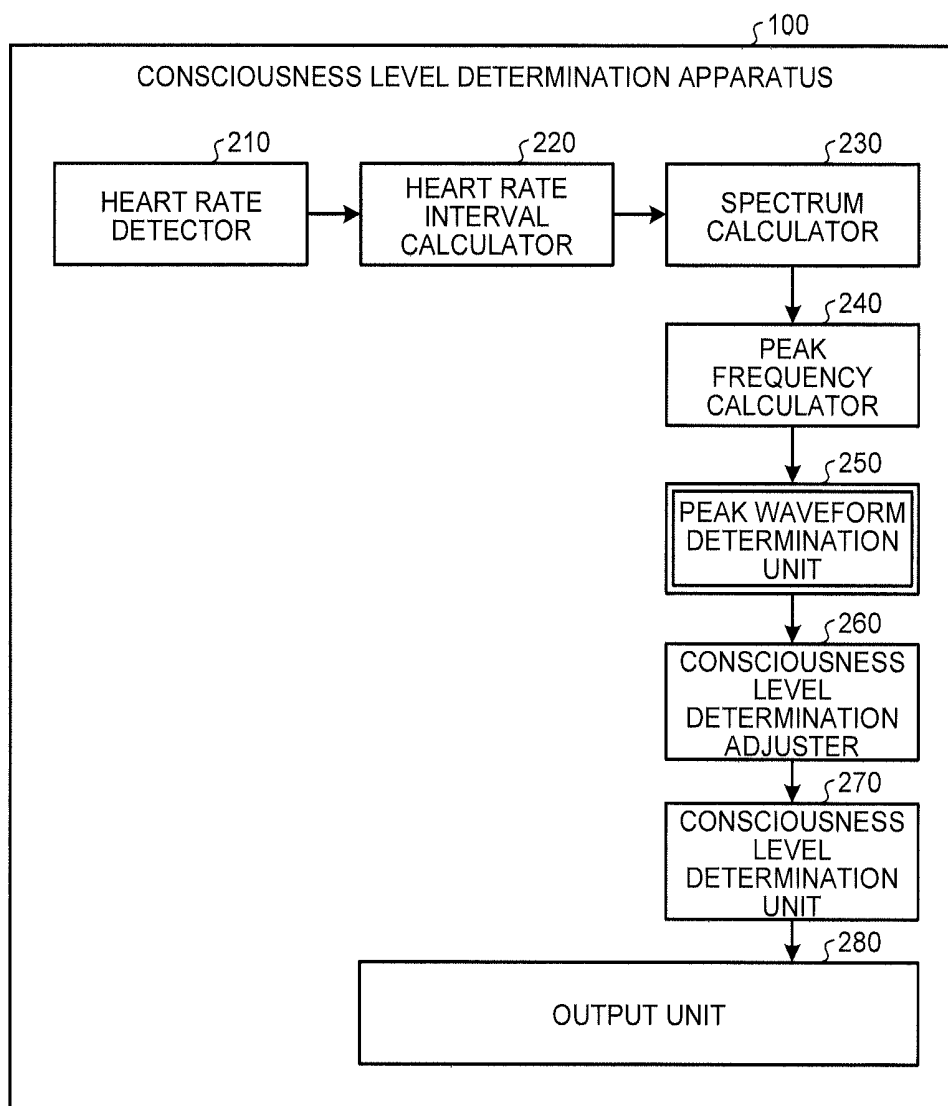 100
CONSCIOUSNESS LEVEL DETERMINATION APPARATUS
210
HEART RATE
DETECTOR
220
HEART RATE
INTERVAL
CALCULATOR
230
SPECTRUM
CALCULATOR
240
PEAK
FREQUENCY
CALCULATOR
250
PEAK WAVEFORM
DETERMINATION
UNIT
260
CONSCIOUSNESS
LEVEL
DETERMINATION
ADJUSTER
270
CONSCIOUSNESS
LEVEL
DETERMINATION
UNIT
280
OUTPUT UNIT